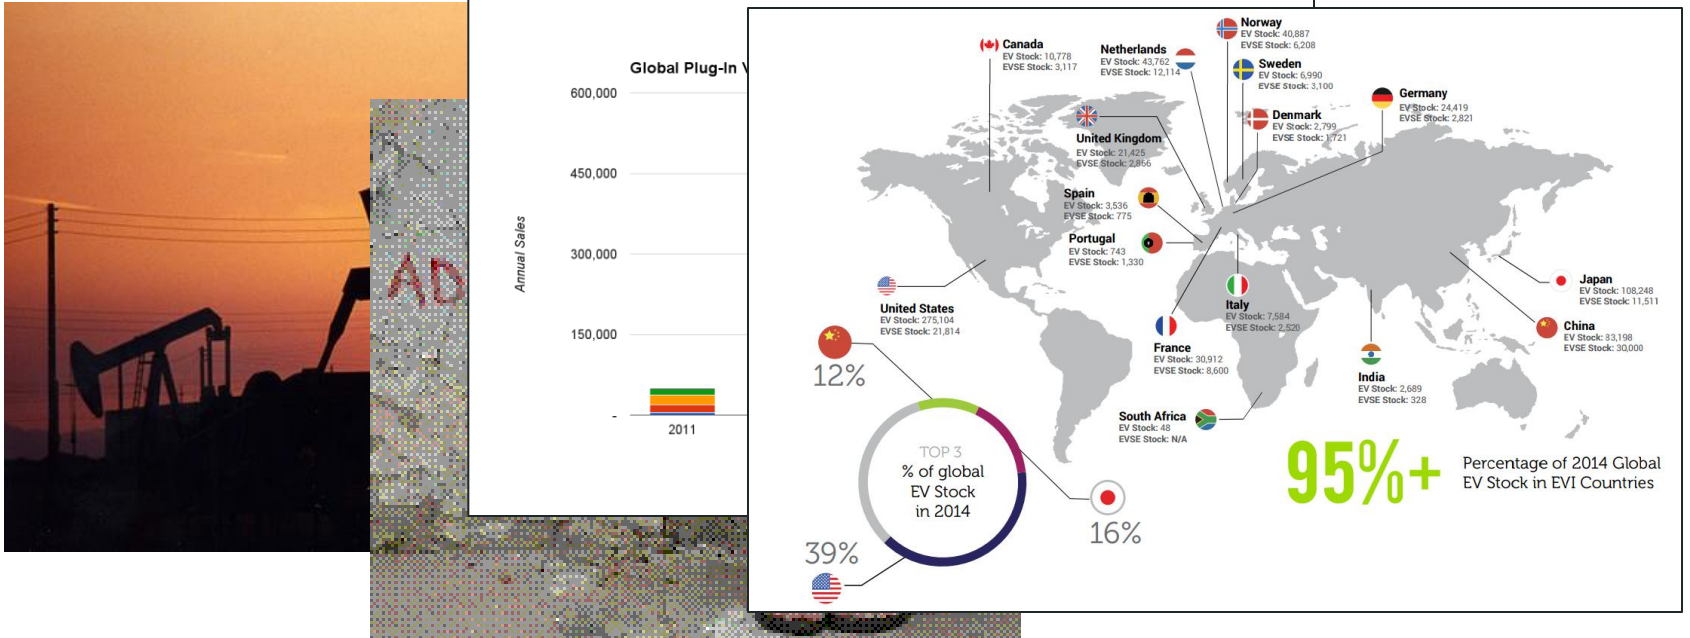 AD
Global Plug-In
600,000
450,000
300,000
150,000
-
Annual Sales
2011
Canada
EV Stock: 10,778
EVSE Stock: 3,117
Netherlands
EV Stock: 43,762
EVSE Stock: 12,114
Norway
EV Stock: 40,887
EVSE Stock: 6,208
Sweden
EV Stock: 6,990
EVSE Stock: 3,100
Germany
EV Stock: 24,419
EVSE Stock: 2,821
Denmark
EV Stock: 2,799
EVSE Stock: 1,721
United Kingdom
EV Stock: 21,425
EVSE Stock: 2,866
Spain
EV Stock: 3,536
EVSE Stock: 775
Portugal
EV Stock: 743
EVSE Stock: 1,330
United States
EV Stock: 275,104
EVSE Stock: 21,814
Italy
EV Stock: 7,584
EVSE Stock: 2,520
France
EV Stock: 30,912
EVSE Stock: 8,600
Japan
EV Stock: 108,248
EVSE Stock: 11,511
China
EV Stock: 83,198
EVSE Stock: 30,000
India
EV Stock: 2,689
EVSE Stock: 328
South Africa
EV Stock: 48
EVSE Stock: N/A
12%
TOP 3
% of global
EV Stock
in 2014
16%
39%
95%+
Percentage of 2014 Global
EV Stock in EVI Countries